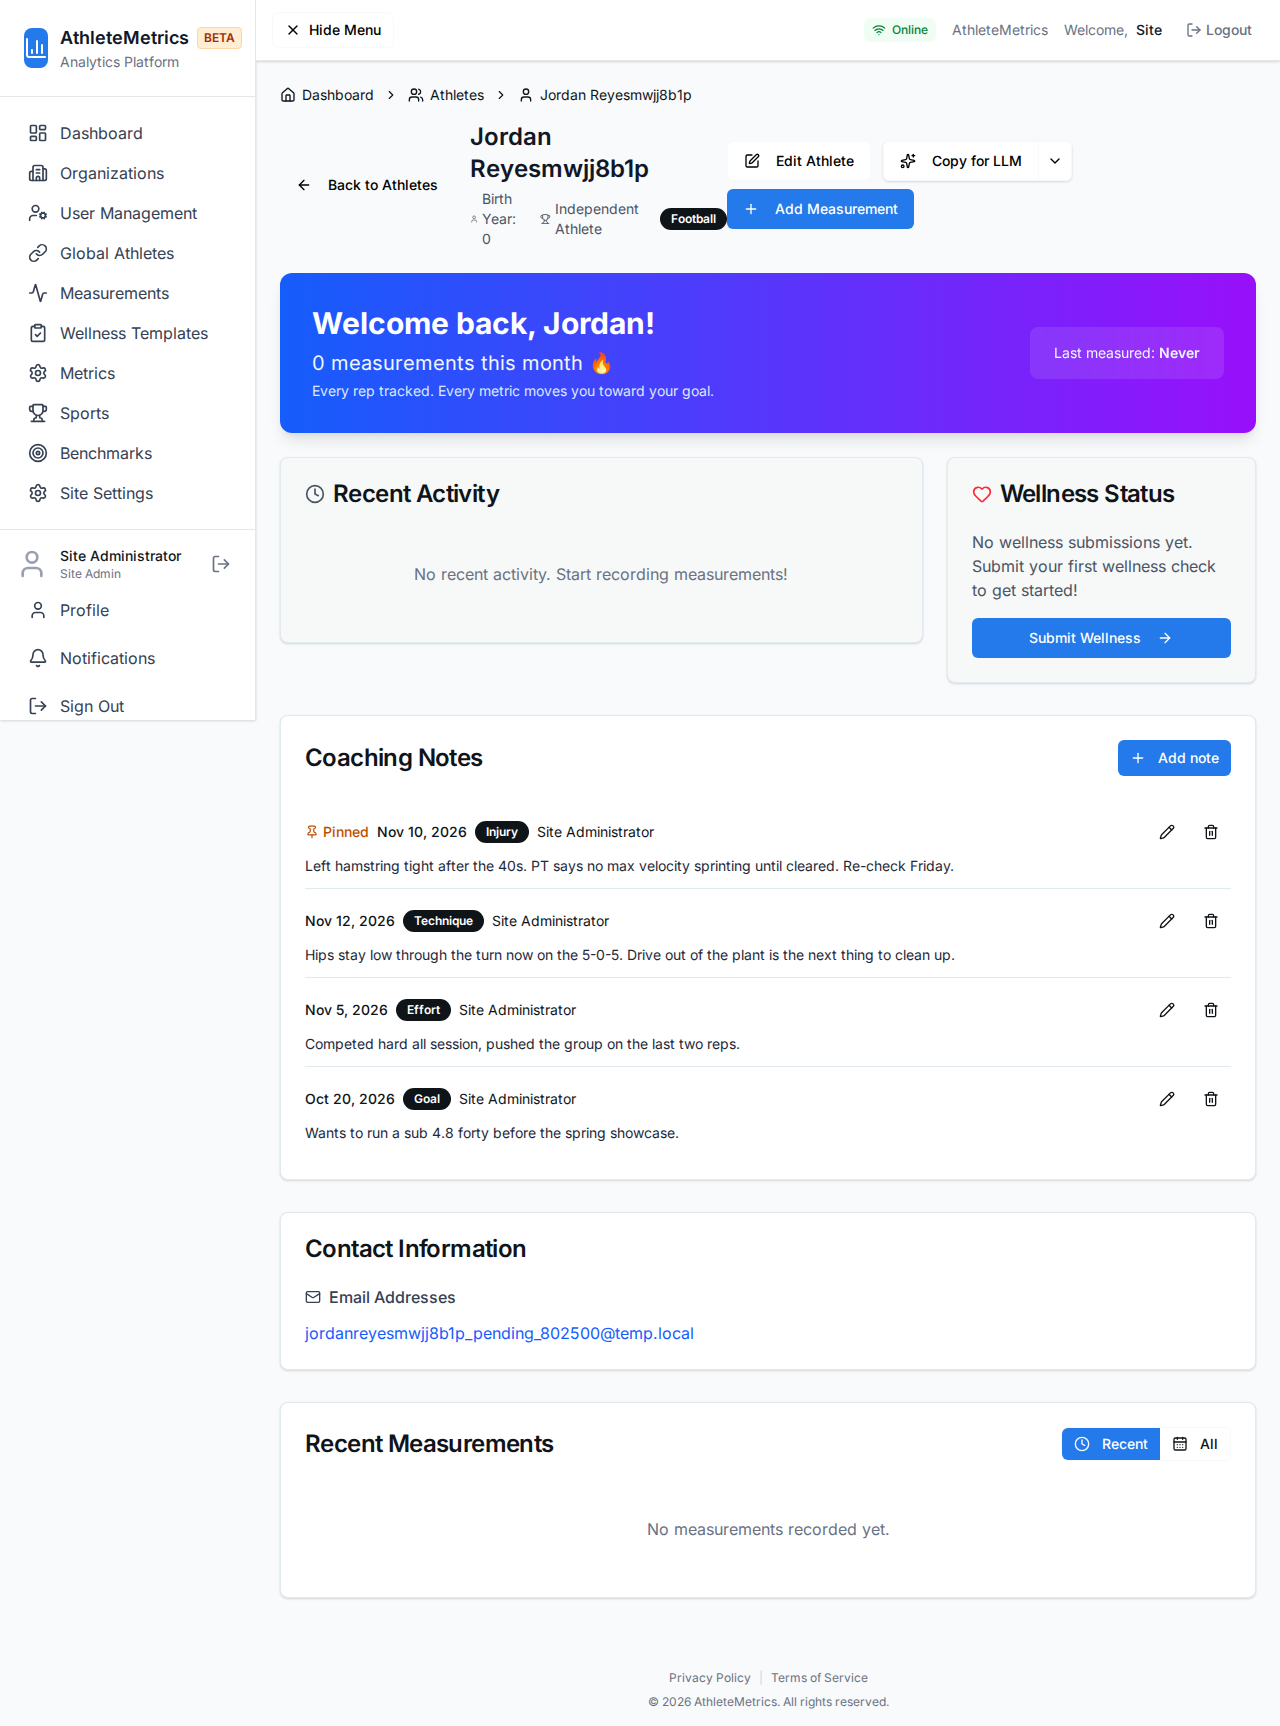 AthleteMetrics BETA
Analytics Platform
Hide Menu
Online
AthleteMetrics
Welcome, Site
Logout
Dashboard
Organizations
User Management
Global Athletes
Measurements
Wellness Templates
Metrics
Sports
Benchmarks
Site Settings
Site Administrator
Site Admin
Profile
Notifications
Sign Out
Dashboard > Athletes > Jordan Reyesmwjj8b1p
Back to Athletes
Jordan
Reyesmwjj8b1p
Birth
Year:
0
Independent
Athlete
Football
Edit Athlete
Copy for LLM
Add Measurement
Welcome back, Jordan!
0 measurements this month 🔥
Every rep tracked. Every metric moves you toward your goal.
Last measured: Never
Recent Activity
No recent activity. Start recording measurements!
Wellness Status
No wellness submissions yet.
Submit your first wellness check
to get started!
Submit Wellness
Coaching Notes
Add note
Pinned Nov 10, 2026 Injury Site Administrator
Left hamstring tight after the 40s. PT says no max velocity sprinting until cleared. Re-check Friday.
Nov 12, 2026 Technique Site Administrator
Hips stay low through the turn now on the 5-0-5. Drive out of the plant is the next thing to clean up.
Nov 5, 2026 Effort Site Administrator
Competed hard all session, pushed the group on the last two reps.
Oct 20, 2026 Goal Site Administrator
Wants to run a sub 4.8 forty before the spring showcase.
Contact Information
Email Addresses
jordanreyesmwjj8b1p_pending_802500@temp.local
Recent Measurements
Recent
All
No measurements recorded yet.
Privacy Policy | Terms of Service
© 2026 AthleteMetrics. All rights reserved.